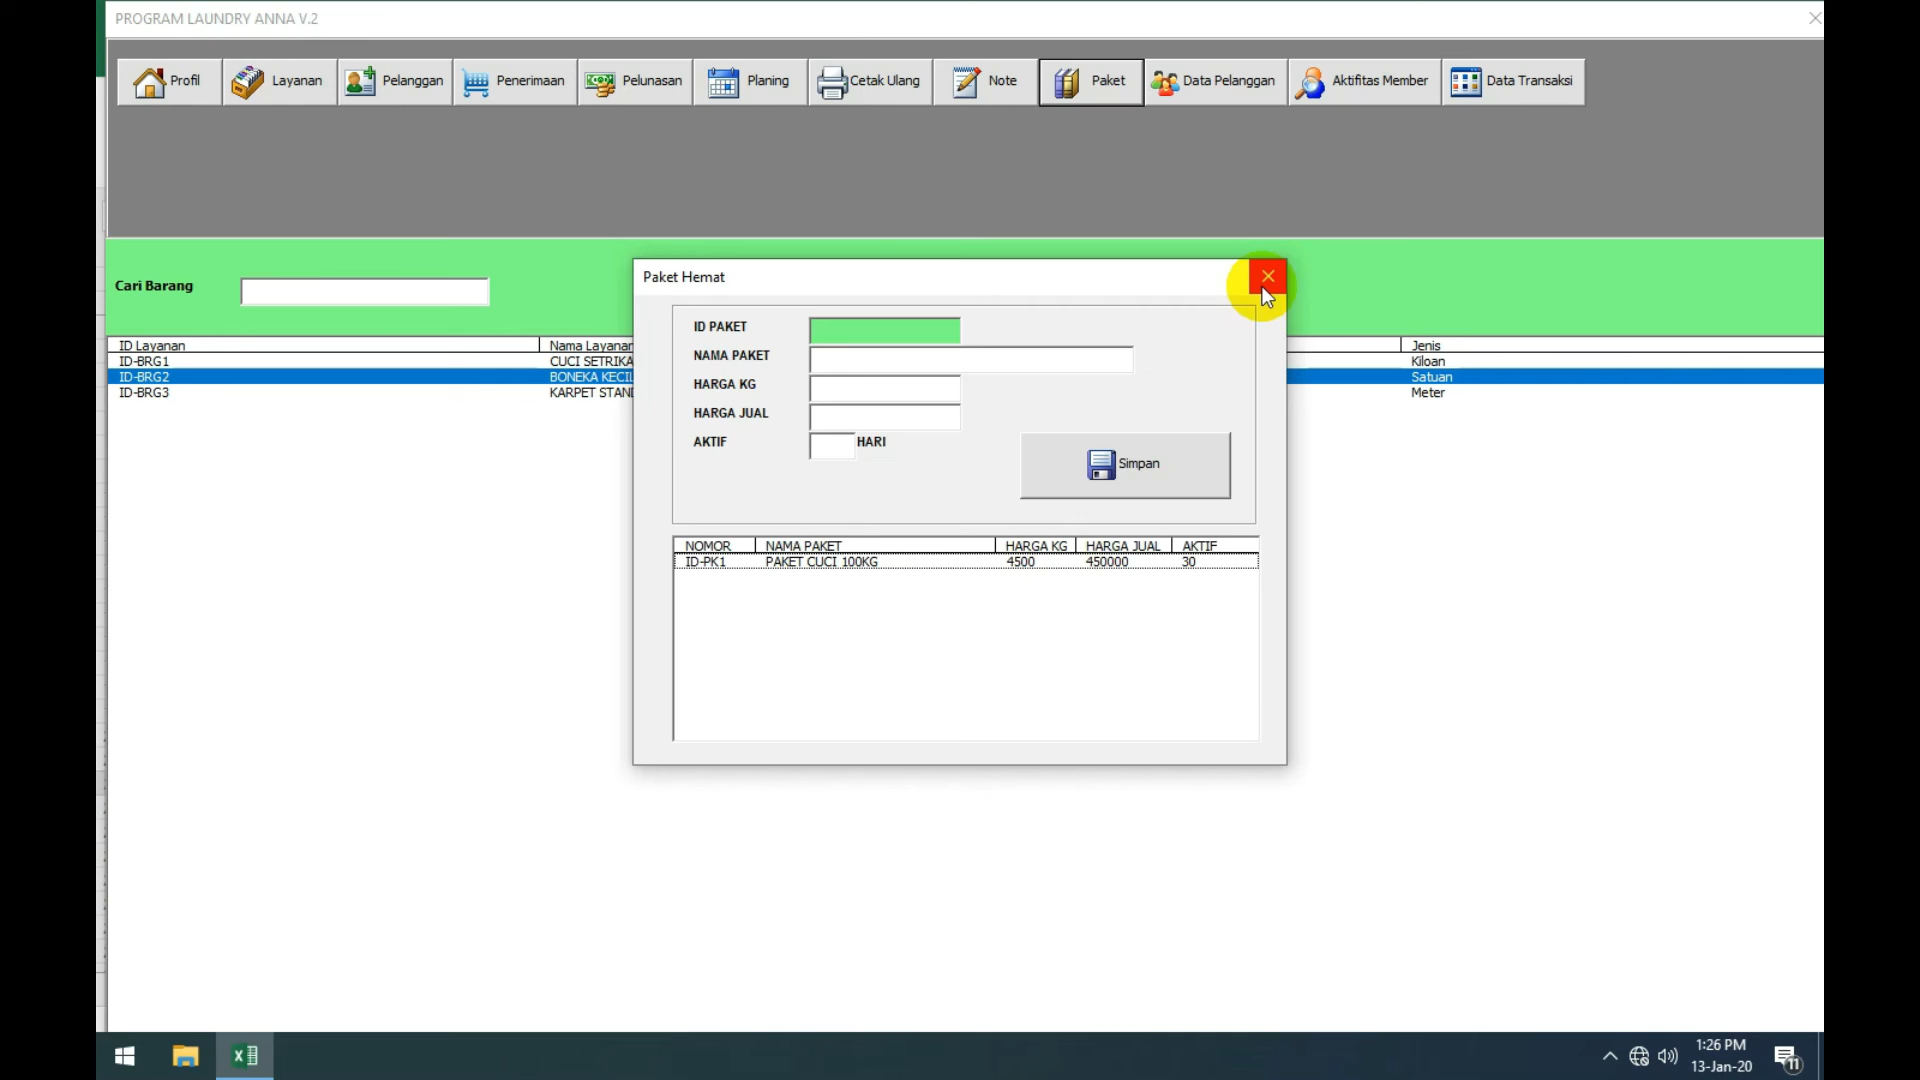 PROGRAM LAUNDRY ANNA V.2
Profil Layanan Pelanggan Penerimaan Pelunasan Planing Cetak Ulang Note Paket Data Pelanggan Aktifitas Member Data Transaksi
Cari Barang
ID Layanan Nama Layanan Jenis
ID-BRG1 CUCI SETRIKA Kiloan
ID-BRG2 BONEKA KECIL Satuan
ID-BRG3 KARPET STAND Meter
Paket Hemat
ID PAKET
NAMA PAKET
HARGA KG
HARGA JUAL
AKTIF HARI
Simpan
NOMOR NAMA PAKET HARGA KG HARGA JUAL AKTIF
ID-PK1 PAKET CUCI 100KG 4500 450000 30
1:26 PM
13-Jan-20
11